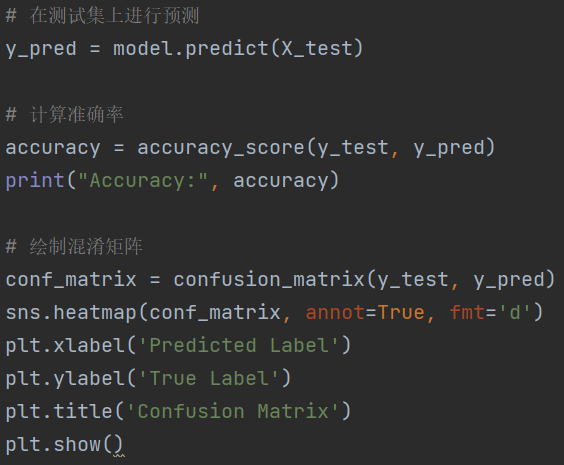 # 在测试集上进行预测
y_pred = model.predict(X_test)
# 计算准确率
accuracy = accuracy_score(y_test, y_pred)
print("Accuracy:", accuracy)
# 绘制混淆矩阵
conf_matrix = confusion_matrix(y_test, y_pred)
sns.heatmap(conf_matrix, annot=True, fmt='d')
plt.xlabel('Predicted Label')
plt.ylabel('True Label')
plt.title('Confusion Matrix')
plt.show()